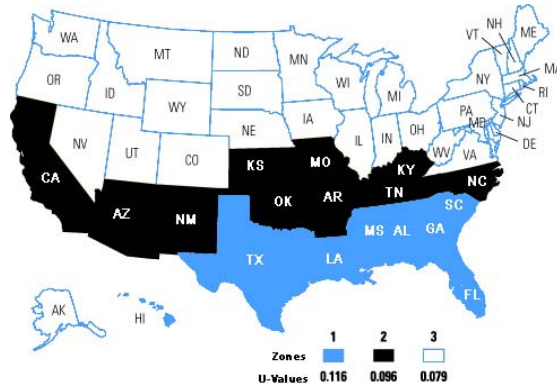 WA
MT
ND
MN
VT
NH
ME
OR
ID
SD
WI
MI
NY
MA
RI
CT
WY
NE
IA
PA
NJ
MD
DE
NV
UT
CO
IL
IN
OH
WV
VA
CA
KS
MO
KY
AZ
NM
OK
AR
TN
NC
SC
TX
LA
MS
AL
GA
FL
AK
HI
Zones 1 2 3
U-Values 0.116 0.096 0.079